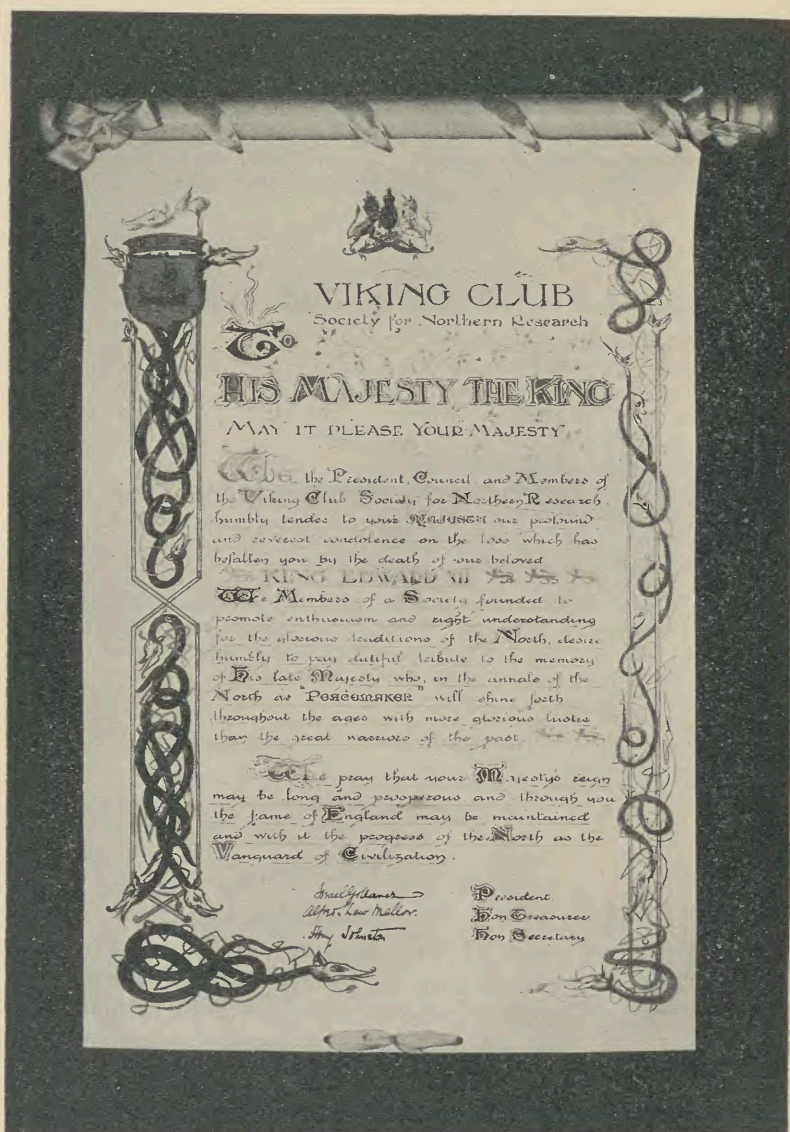 VIKING CLUB
Society for Northern Research
To
HIS MAJESTY THE KING
MAY IT PLEASE YOUR MAJESTY
We, the President, Council and Members of
the Viking Club Society for Northern Research,
humbly tender to your Majesty our profound
and reverent condolence on the loss which has
befallen you by the death of our beloved
KING EDWARD VII
We Members of a Society founded to
promote enthusiasm and right understanding
for the glorious traditions of the North, desire
humbly to pay dutiful tribute to the memory
of His late Majesty who, in the annals of the
North as "Peacemaker" will shine forth
throughout the ages with more glorious lustre
than the great warriors of the past.
We pray that your Majesty's reign
may be long and prosperous and through you
the fame of England may be maintained
and with it the progress of the North as the
Vanguard of Civilization.
Israel Gollancz President.
Alfred Law Mellor. Hon Treasurer
Johnston Hon Secretary